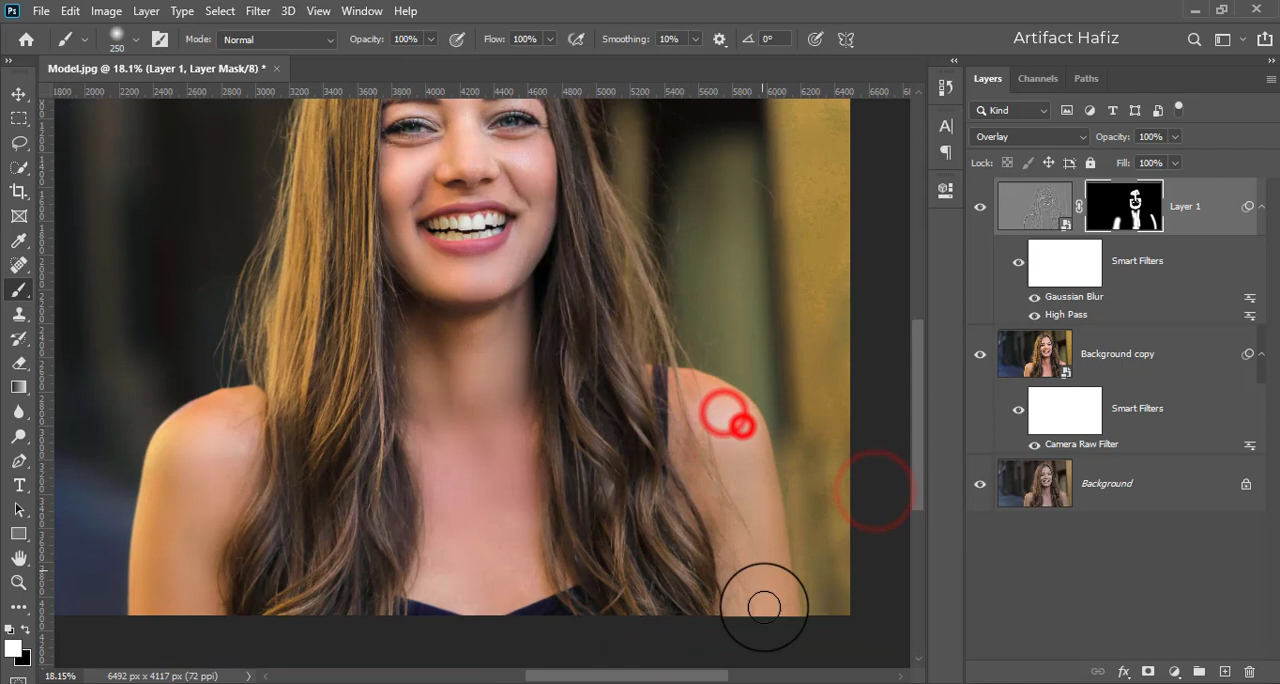 Ps File Edit Image Layer Type Select Filter 3D View Window Help
250 Mode: Normal Opacity: 100% Flow: 100% Smoothing: 10% 0° Artifact Hafiz
Model.jpg @ 18.1% (Layer 1, Layer Mask/8) * ×
1800 2000 2200 2400 2600 2800 3000 3200 3400 3600 3800 4000 4200 4400 4600 4800 5000 5200 5400 5600 5800 6000 6200 6400 6600
Layers Channels Paths
Kind
Overlay Opacity: 100%
Lock: Fill: 100%
Layer 1
Smart Filters
Gaussian Blur
High Pass
Background copy
Smart Filters
Camera Raw Filter
Background
18.15% 6492 px x 4117 px (72 ppi)